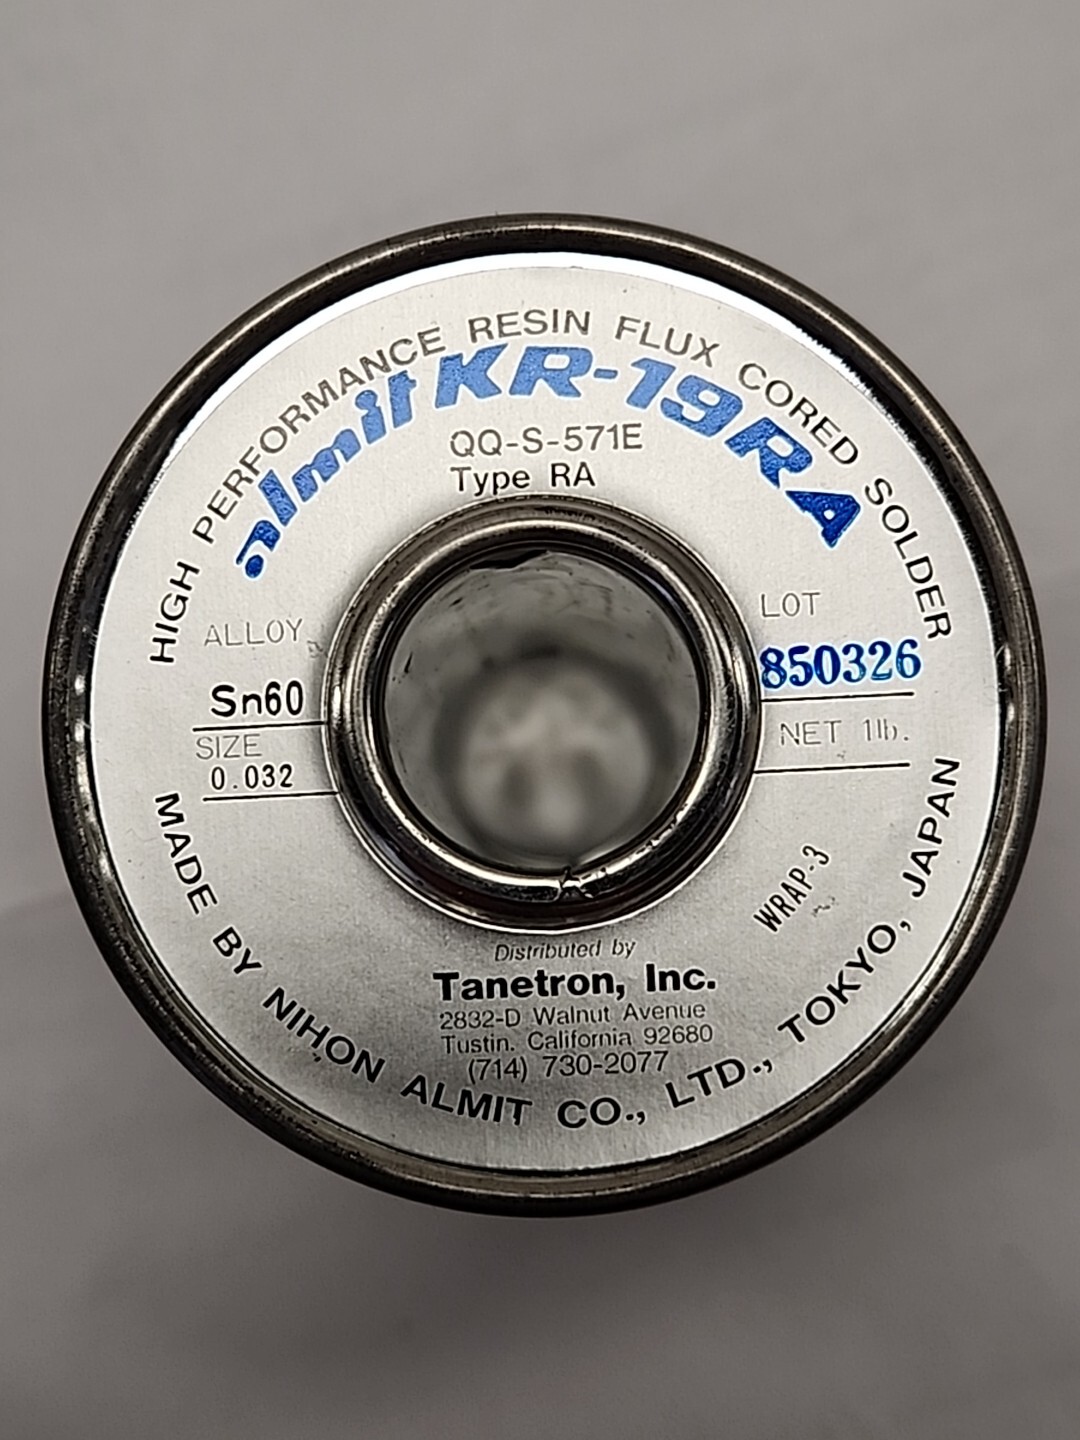 HIGH PERFORMANCE RESIN FLUX CORED SOLDER
almit KR-19RA
QQ-S-571E
Type RA
ALLOY
Sn60
SIZE
0.032
LOT
850326
NET 1lb.
WRAP-3
Distributed by
Tanetron, Inc.
2832-D Walnut Avenue
Tustin. California 92680
(714) 730-2077
MADE BY NIHON ALMIT CO., LTD., TOKYO, JAPAN